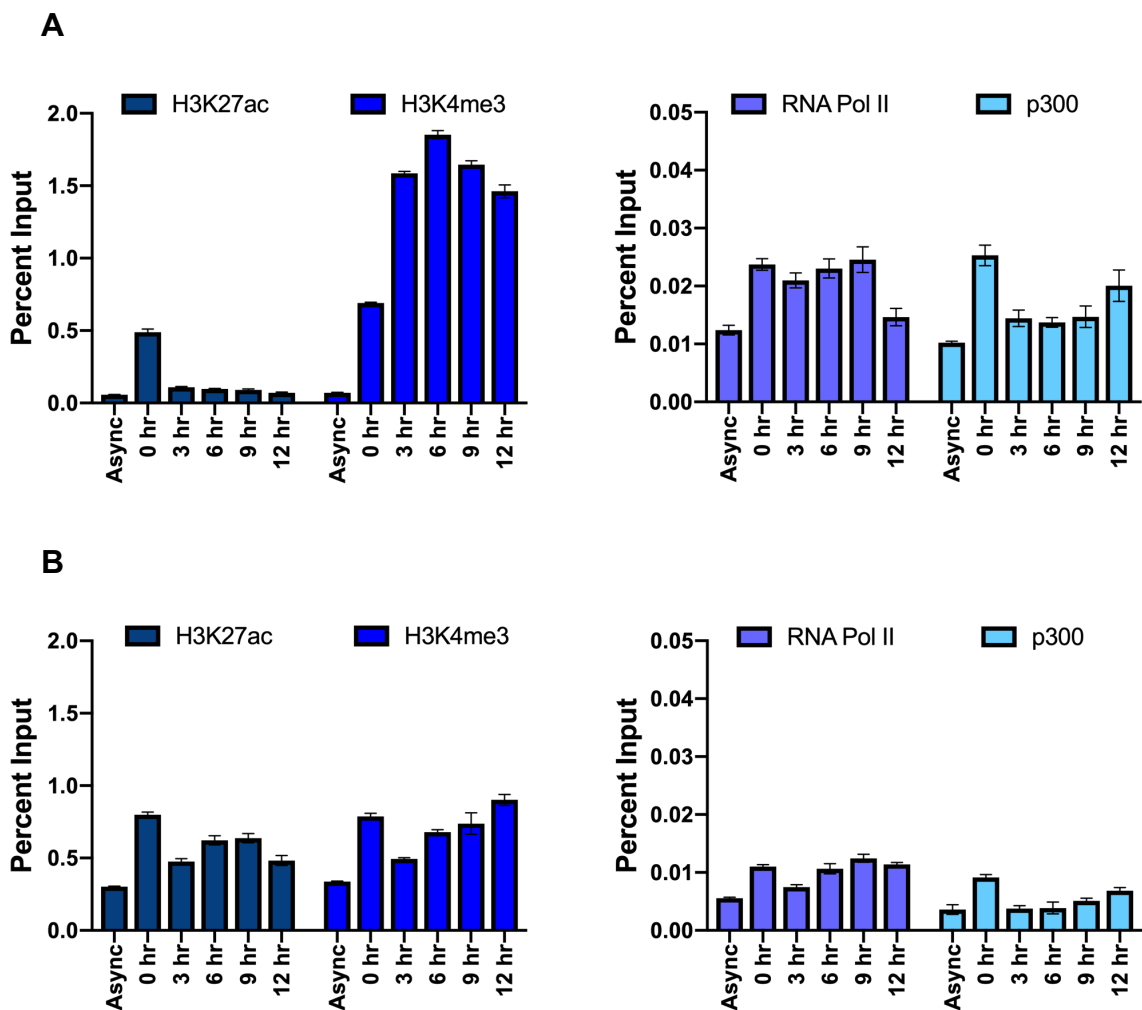 A
H3K27ac H3K4me3
Percent Input
2.0
1.5
1.0
0.5
0.0
Async 0 hr 3 hr 6 hr 9 hr 12 hr Async 0 hr 3 hr 6 hr 9 hr 12 hr
RNA Pol II p300
Percent Input
0.05
0.04
0.03
0.02
0.01
0.00
Async 0 hr 3 hr 6 hr 9 hr 12 hr Async 0 hr 3 hr 6 hr 9 hr 12 hr
B
H3K27ac H3K4me3
Percent Input
2.0
1.5
1.0
0.5
0.0
Async 0 hr 3 hr 6 hr 9 hr 12 hr Async 0 hr 3 hr 6 hr 9 hr 12 hr
RNA Pol II p300
Percent Input
0.05
0.04
0.03
0.02
0.01
0.00
Async 0 hr 3 hr 6 hr 9 hr 12 hr Async 0 hr 3 hr 6 hr 9 hr 12 hr